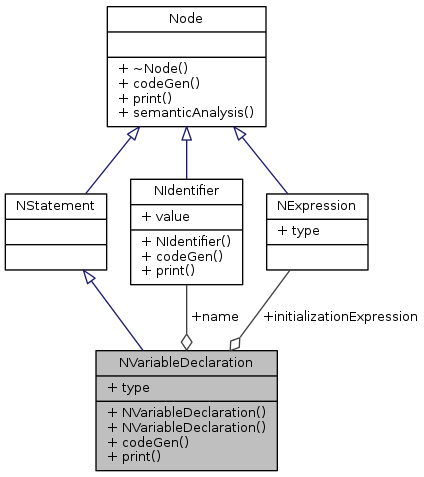 Node
+ ~Node()
+ codeGen()
+ print()
+ semanticAnalysis()
NStatement
NIdentifier
+ value
+ NIdentifier()
+ codeGen()
+ print()
NExpression
+ type
+name
+initializationExpression
NVariableDeclaration
+ type
+ NVariableDeclaration()
+ NVariableDeclaration()
+ codeGen()
+ print()